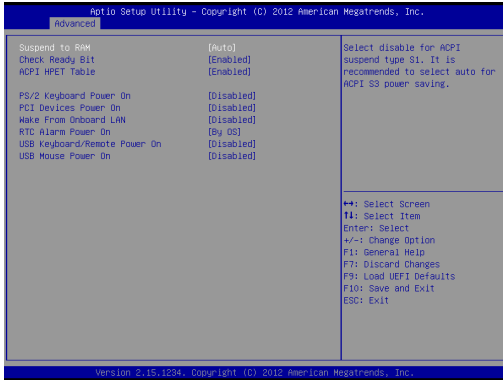 Aptio Setup Utility – Copyright (C) 2012 American Megatrends, Inc.
Advanced
Suspend to RAM [Auto]
Check Ready Bit [Enabled]
ACPI HPET Table [Enabled]
PS/2 Keyboard Power On [Disabled]
PCI Devices Power On [Disabled]
Wake From Onboard LAN [Disabled]
RTC Alarm Power On [By OS]
USB Keyboard/Remote Power On [Disabled]
USB Mouse Power On [Disabled]
Select disable for ACPI
suspend type S1. It is
recommended to select auto for
ACPI S3 power saving.
↔: Select Screen
↑↓: Select Item
Enter: Select
+/-: Change Option
F1: General Help
F7: Discard Changes
F9: Load UEFI Defaults
F10: Save and Exit
ESC: Exit
Version 2.15.1234. Copyright (C) 2012 American Megatrends, Inc.